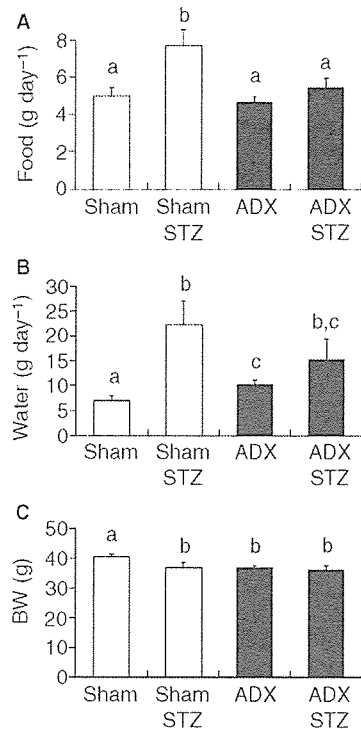 A
Food (g day⁻¹)
8
6
4
2
0
a
b
a
a
Sham
Sham
STZ
ADX
ADX
STZ
B
Water (g day⁻¹)
30
25
20
15
10
5
0
a
b
c
b,c
Sham
Sham
STZ
ADX
ADX
STZ
C
BW (g)
50
40
30
20
10
0
a
b
b
b
Sham
Sham
STZ
ADX
ADX
STZ